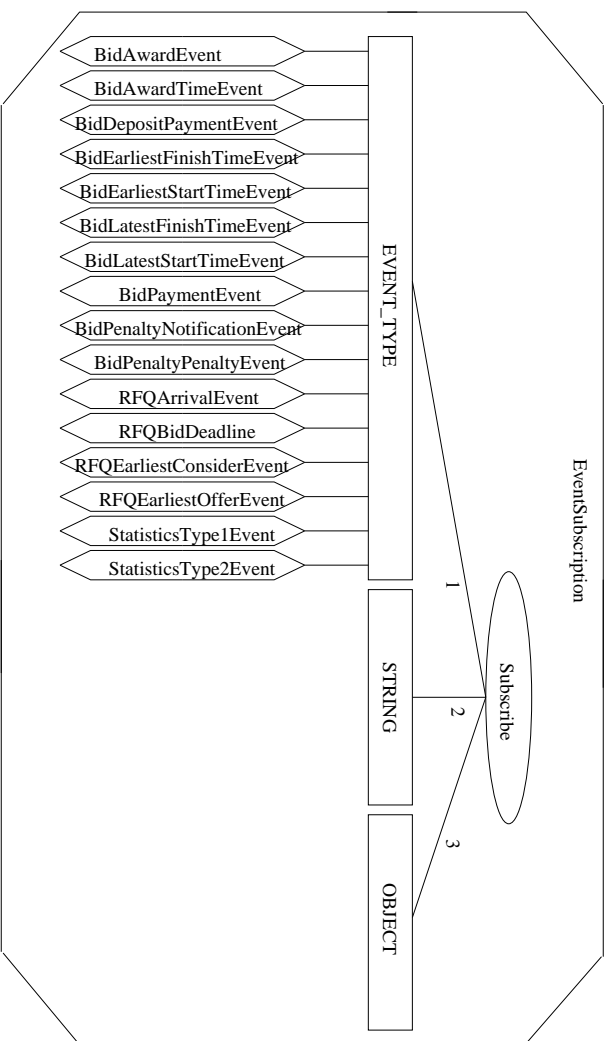 EventSubscription
Subscribe
1
2
3
EVENT_TYPE
STRING
OBJECT
BidAwardEvent
BidAwardTimeEvent
BidDepositPaymentEvent
BidEarliestFinishTimeEvent
BidEarliestStartTimeEvent
BidLatestFinishTimeEvent
BidLatestStartTimeEvent
BidPaymentEvent
BidPenaltyNotificationEvent
BidPenaltyPenaltyEvent
RFQArrivalEvent
RFQBidDeadline
RFQEarliestConsiderEvent
RFQEarliestOfferEvent
StatisticsType1Event
StatisticsType2Event